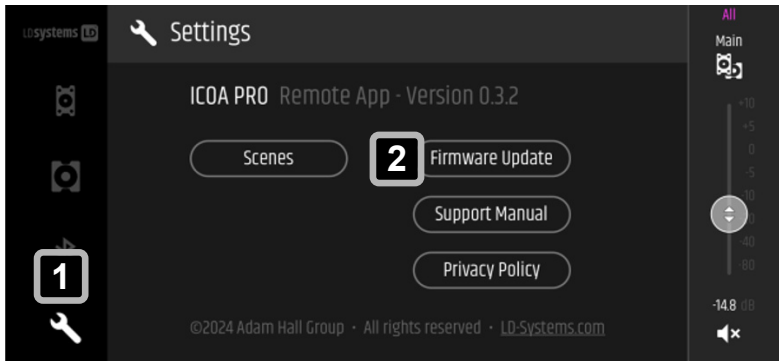 LDsystems LD
Settings
All
Main
ICOA PRO Remote App - Version 0.3.2
Scenes
2
Firmware Update
Support Manual
Privacy Policy
1
©2024 Adam Hall Group · All rights reserved · LD-Systems.com
+10
+5
0
-5
-10
-40
-80
-14.8 dB